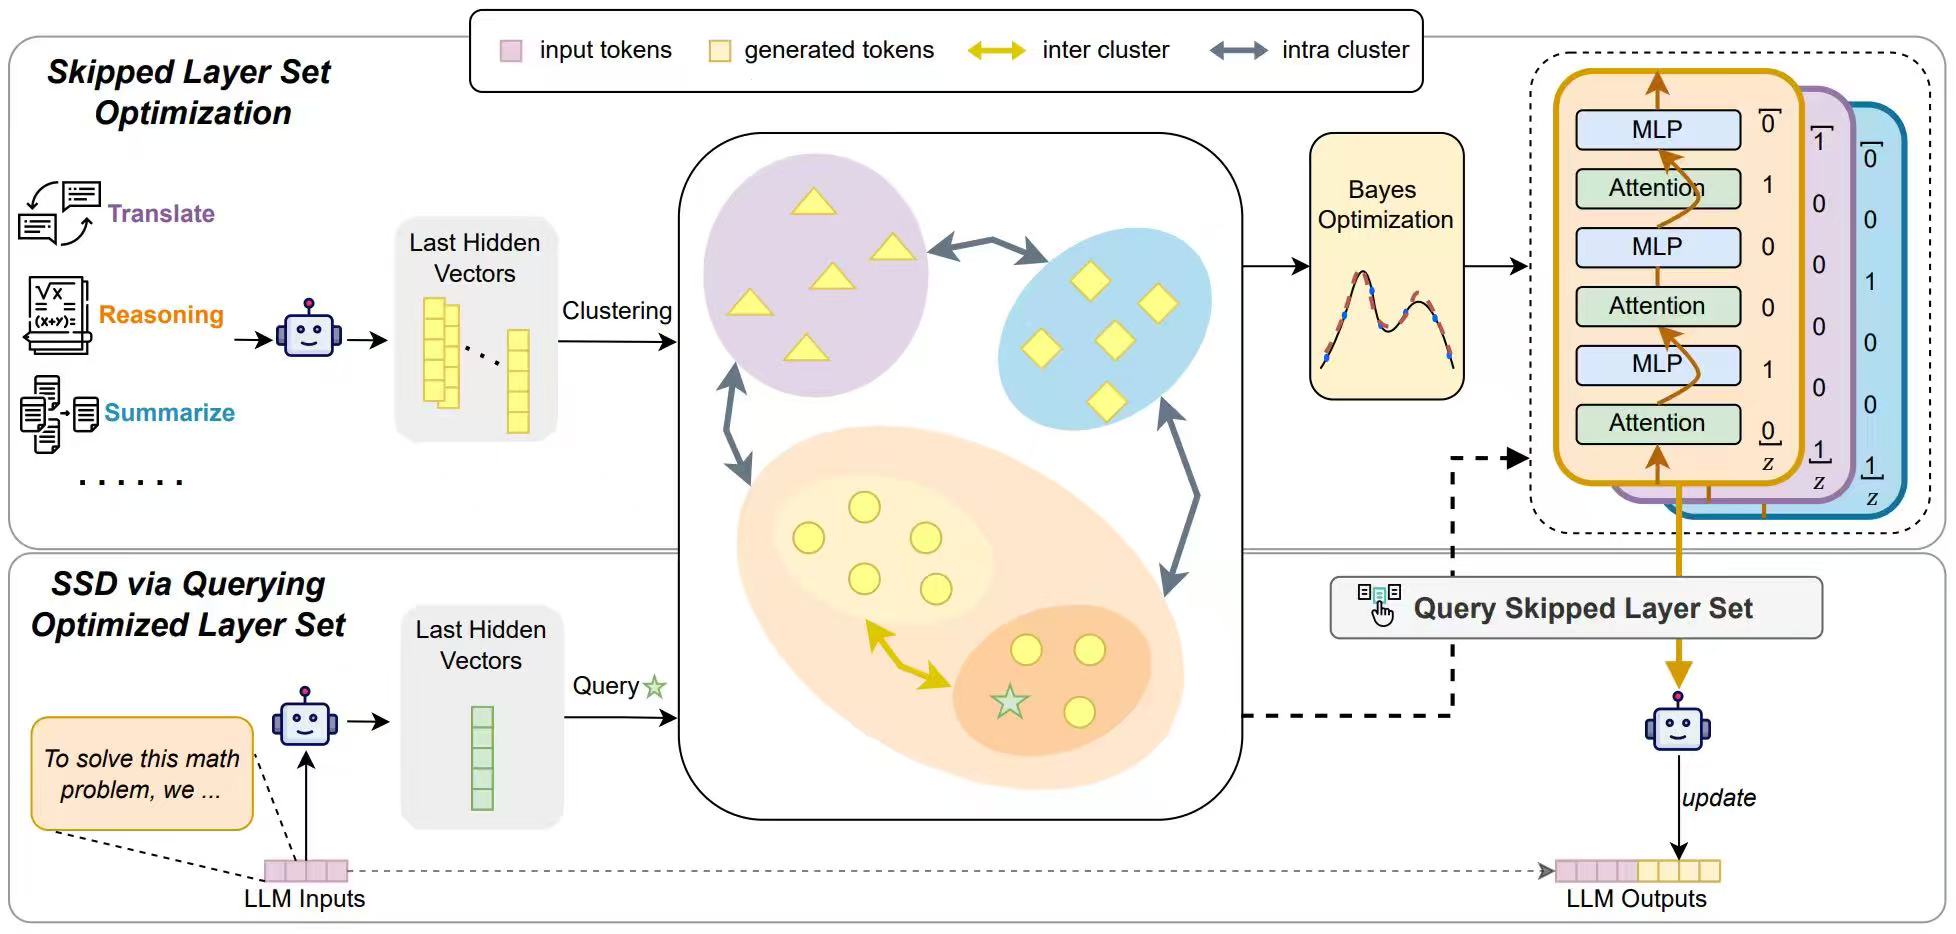 input tokens
generated tokens
inter cluster
intra cluster
Skipped Layer Set
Optimization
Translate
√x
(x+y)=
Reasoning
Summarize
......
Last Hidden
Vectors
Clustering
Bayes
Optimization
MLP
Attention
MLP
Attention
MLP
Attention
[0
1
0
0
1
0]
z
[1
0
0
0
0
1]
z
[0
0
1
0
0
1]
z
SSD via Querying
Optimized Layer Set
To solve this math
problem, we ...
Last Hidden
Vectors
Query
Query Skipped Layer Set
update
LLM Inputs
LLM Outputs